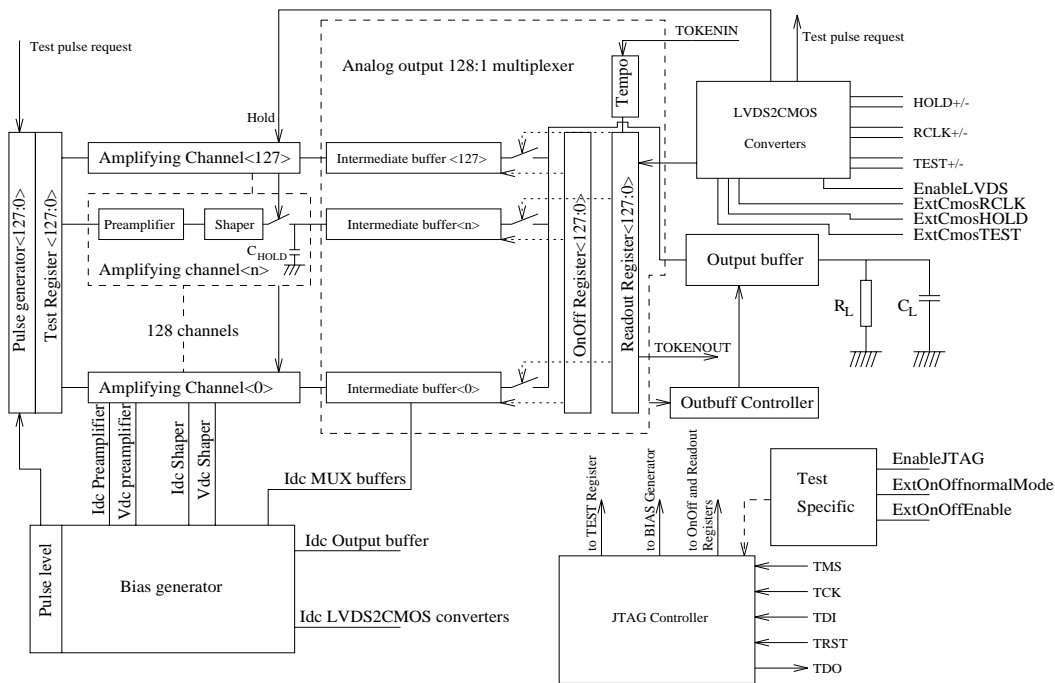 Test pulse request
TOKENIN
Test pulse request
Analog output 128:1 multiplexer
Tempo
LVDS2CMOS
Converters
HOLD+/-
RCLK+/-
TEST+/-
EnableLVDS
ExtCmosRCLK
ExtCmosHOLD
ExtCmosTEST
Hold
Pulse generator<127:0>
Test Register <127:0>
Amplifying Channel<127>
Intermediate buffer <127>
OnOff Register<127:0>
Readout Register<127:0>
Preamplifier
Shaper
Intermediate buffer<n>
C HOLD
Amplifying channel<n>
Output buffer
R L
C L
128 channels
TOKENOUT
Amplifying Channel<0>
Intermediate buffer<0>
Outbuff Controller
Idc Preamplifier
Vdc preamplifier
Idc Shaper
Vdc Shaper
Idc MUX buffers
to TEST Register
to BIAS Generator
to OnOff and Readout
Registers
Test
Specific
EnableJTAG
ExtOnOffnormalMode
ExtOnOffEnable
Pulse level
Bias generator
Idc Output buffer
Idc LVDS2CMOS converters
JTAG Controller
TMS
TCK
TDI
TRST
TDO